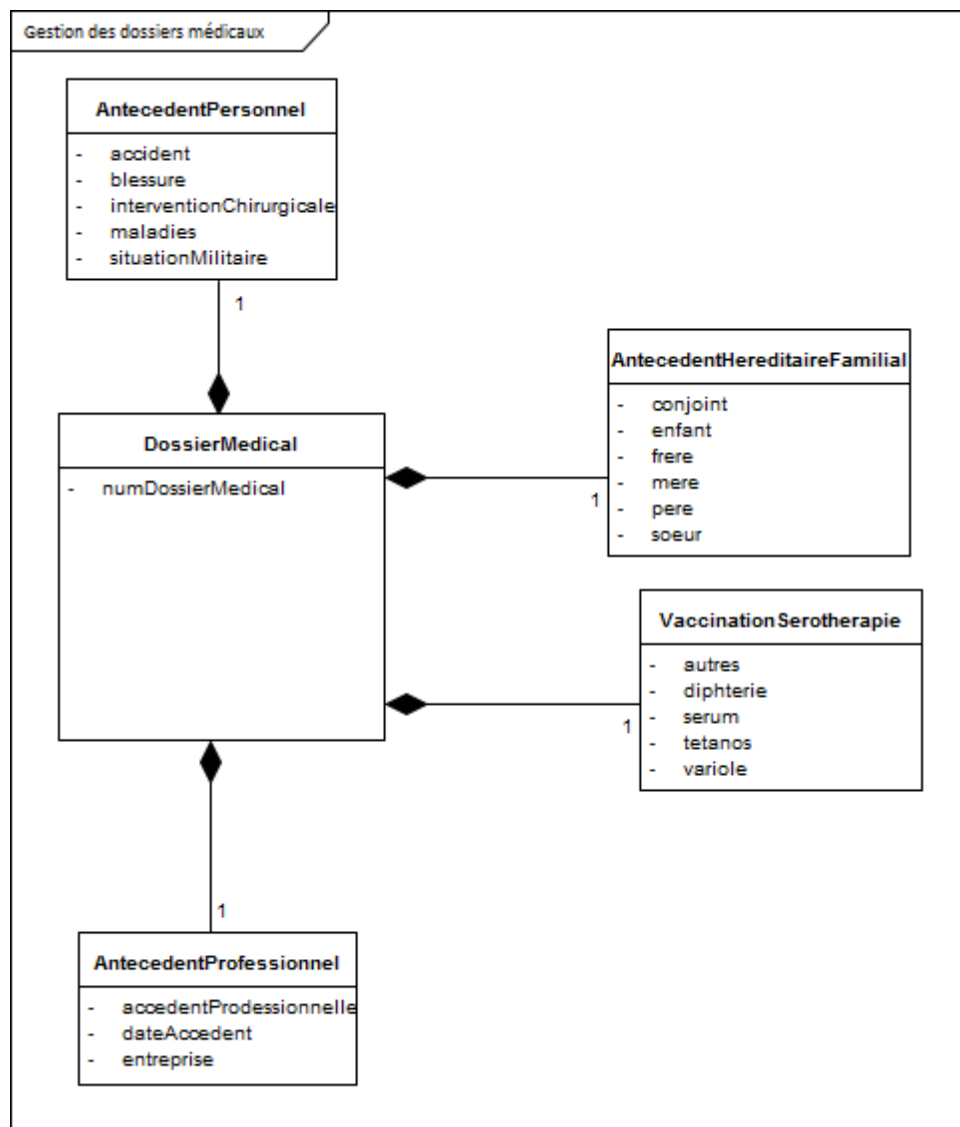 Gestion des dossiers médicaux
AntecedentPersonnel
- accident
- blessure
- interventionChirurgicale
- maladies
- situationMilitaire
1
AntecedentHereditaireFamilial
- conjoint
- enfant
- frere
- mere
- pere
- soeur
1
DossierMedical
- numDossierMedical
VaccinationSerotherapie
- autres
- diphterie
- serum
- tetanos
- variole
1
1
AntecedentProfessionnel
- accedentProdessionnelle
- dateAccedent
- entreprise